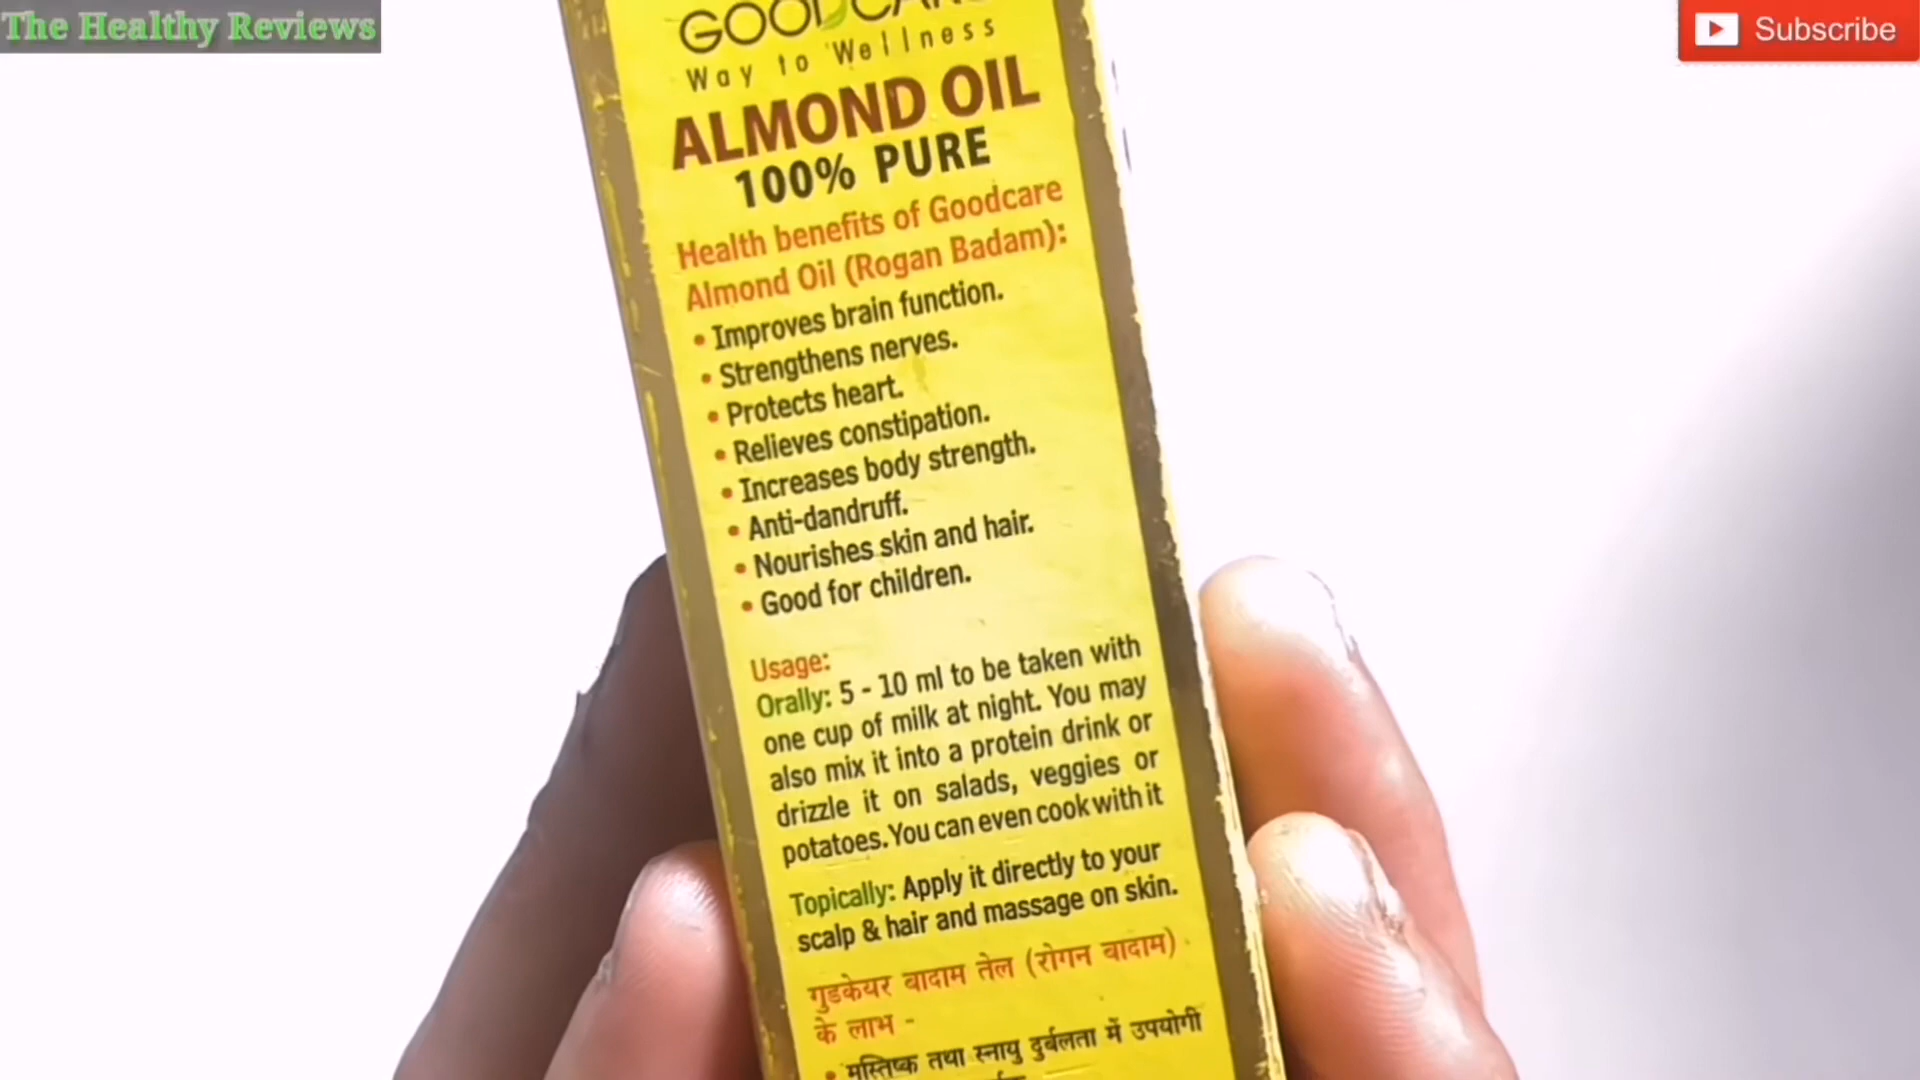 The Healthy Reviews
Subscribe
GOODCARE
Way to Wellness
ALMOND OIL
100% PURE
Health benefits of Goodcare
Almond Oil (Rogan Badam):
• Improves brain function.
• Strengthens nerves.
• Protects heart.
• Relieves constipation.
• Increases body strength.
• Anti-dandruff.
• Nourishes skin and hair.
• Good for children.
Usage:
Orally: 5 - 10 ml to be taken with
one cup of milk at night. You may
also mix it into a protein drink or
drizzle it on salads, veggies or
potatoes. You can even cook with it
Topically: Apply it directly to your
scalp & hair and massage on skin.
गुडकेयर बादाम तेल (रोगन बादाम)
के लाभ -
• मस्तिष्क तथा स्नायु दुर्बलता में उपयोगी